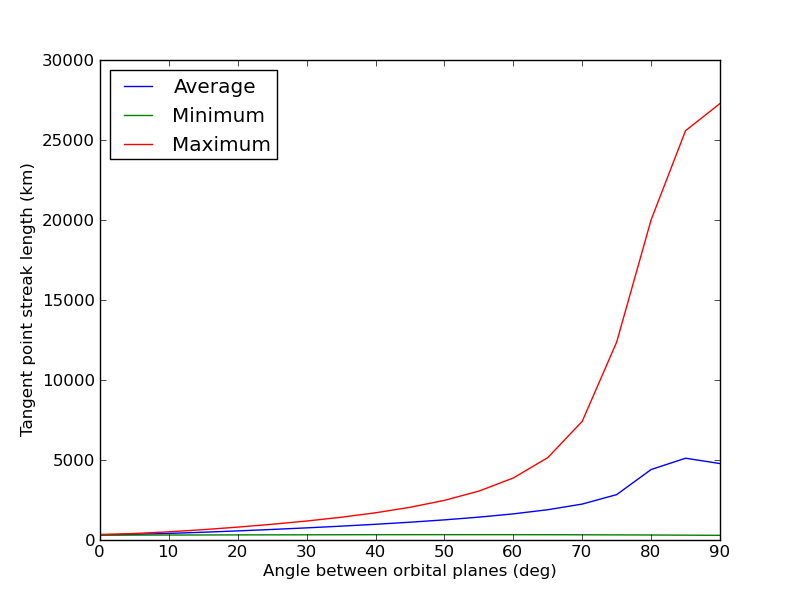 30000
25000
20000
15000
10000
5000
0
Tangent point streak length (km)
Average
Minimum
Maximum
0 10 20 30 40 50 60 70 80 90
Angle between orbital planes (deg)